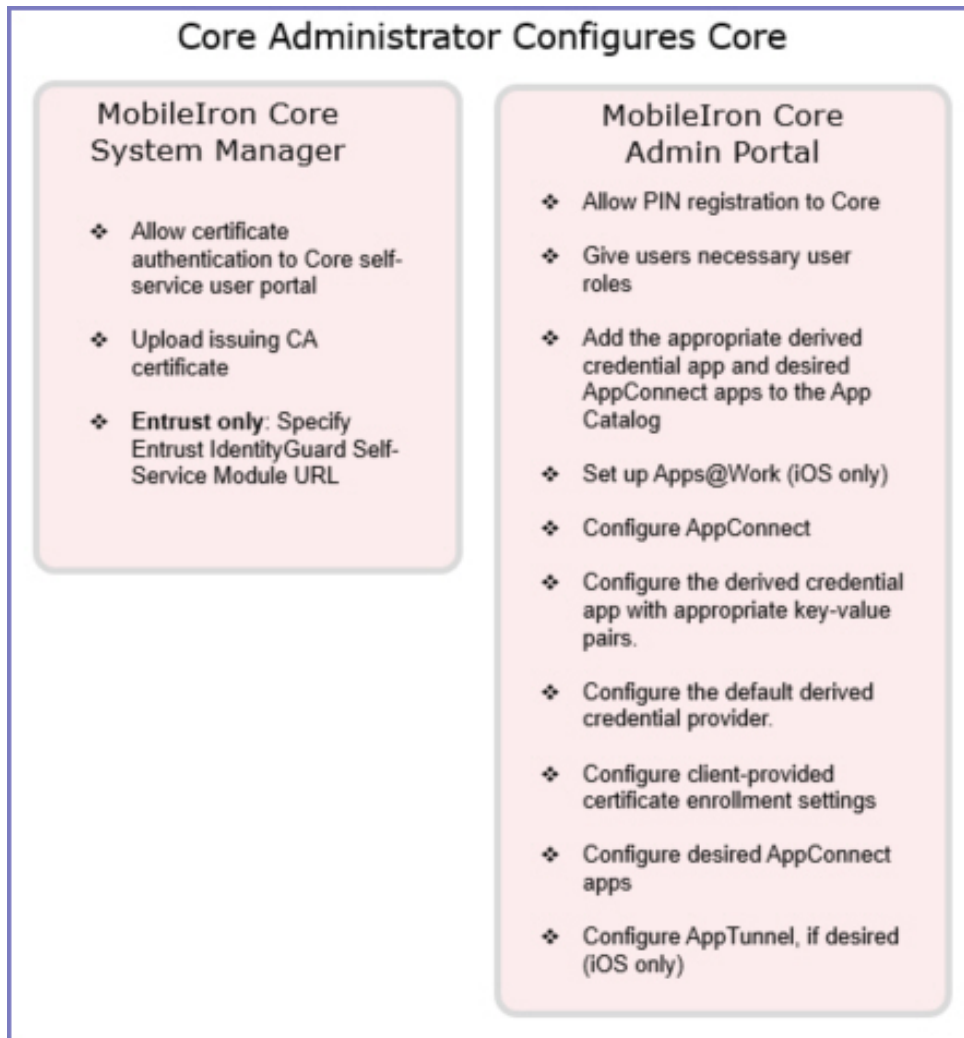 Core Administrator Configures Core
MobileIron Core
System Manager
❖ Allow certificate
authentication to Core self-
service user portal
❖ Upload issuing CA
certificate
❖ Entrust only: Specify
Entrust IdentityGuard Self-
Service Module URL
MobileIron Core
Admin Portal
❖ Allow PIN registration to Core
❖ Give users necessary user
roles
❖ Add the appropriate derived
credential app and desired
AppConnect apps to the App
Catalog
❖ Set up Apps@Work (iOS only)
❖ Configure AppConnect
❖ Configure the derived credential
app with appropriate key-value
pairs.
❖ Configure the default derived
credential provider.
❖ Configure client-provided
certificate enrollment settings
❖ Configure desired AppConnect
apps
❖ Configure AppTunnel, if desired
(iOS only)